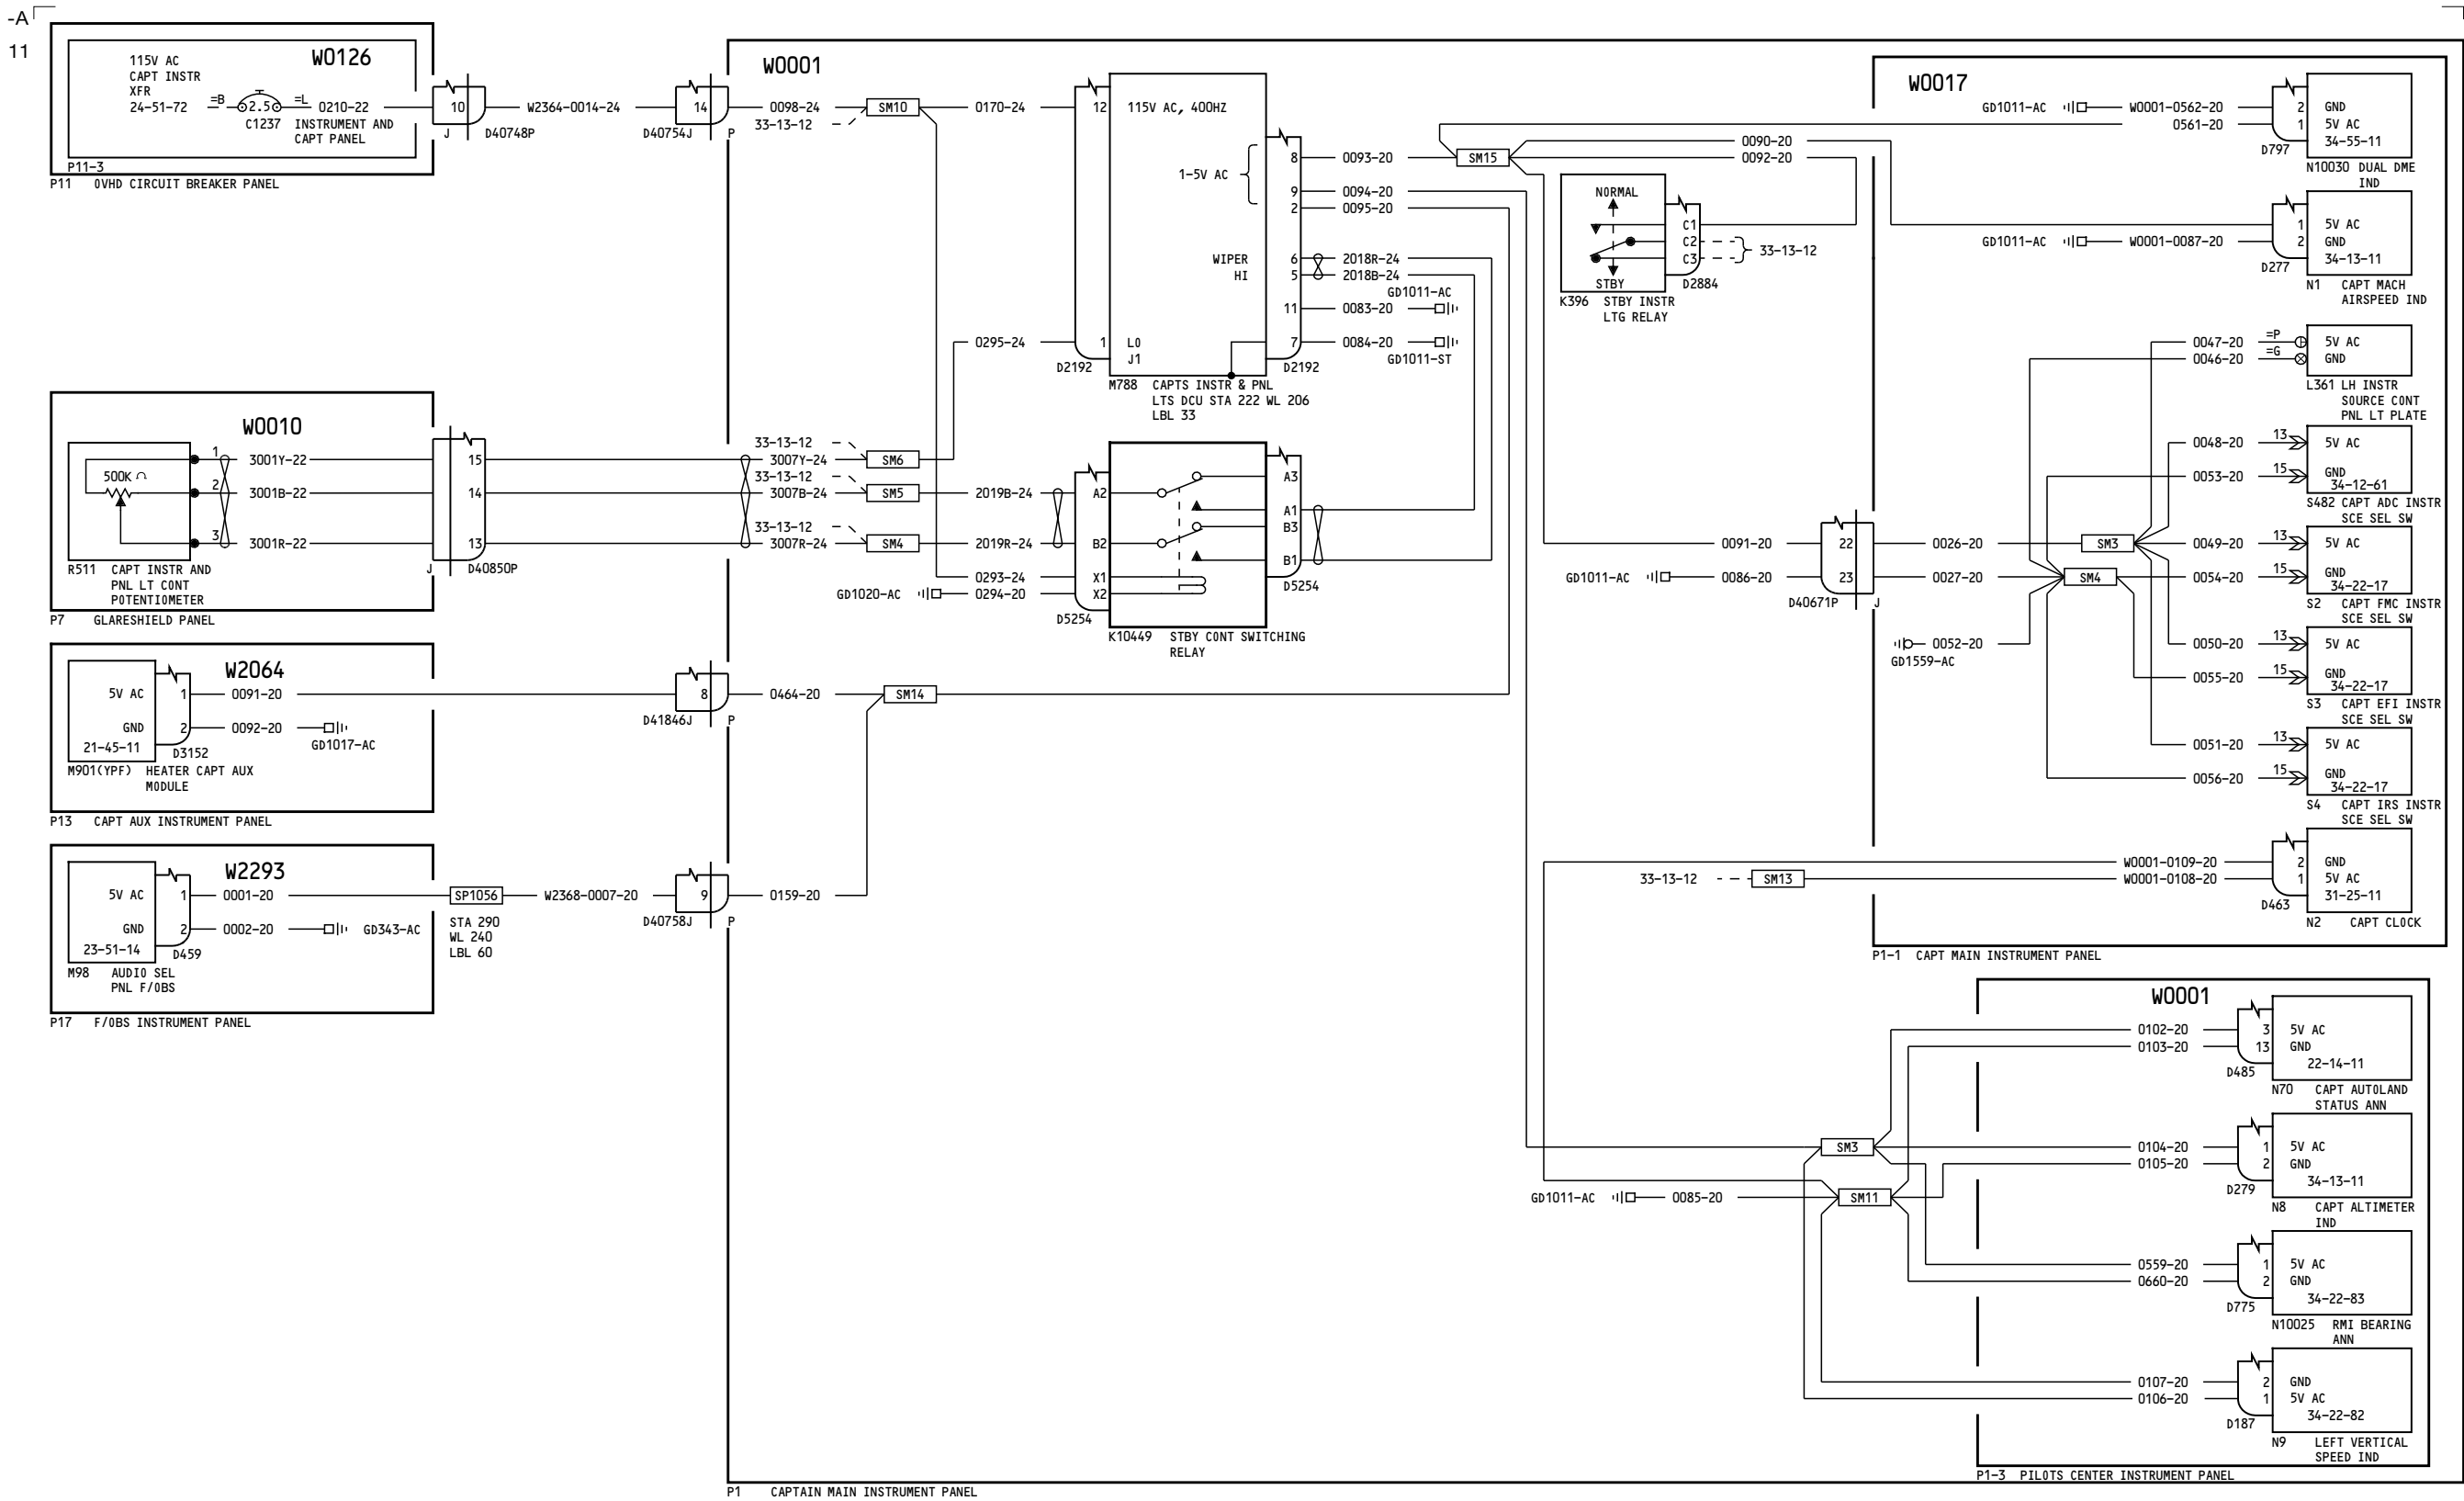 -A
11
W0126
115V AC
CAPT INSTR
XFR
24-51-72
=B
2.5
=L
0210-22
C1237
INSTRUMENT AND
CAPT PANEL
P11-3
P11 OVHD CIRCUIT BREAKER PANEL
10
J
D40748P
W2364-0014-24
14
D40754J
P
W0001
0098-24
33-13-12
SM10
0170-24
12
115V AC, 400HZ
1-5V AC
8
9
2
WIPER
HI
6
5
11
7
0093-20
0094-20
0095-20
2018R-24
2018B-24
GD1011-AC
0083-20
0084-20
GD1011-ST
0295-24
1
LO
J1
D2192
D2192
M788 CAPTS INSTR & PNL
LTS DCU STA 222 WL 206
LBL 33
SM15
0090-20
0092-20
NORMAL
STBY
C1
C2
C3
33-13-12
K396 STBY INSTR
LTG RELAY
D2884
W0010
500K Ω
1
2
3
3001Y-22
3001B-22
3001R-22
R511 CAPT INSTR AND
PNL LT CONT
POTENTIOMETER
P7 GLARESHIELD PANEL
15
14
13
J
D40850P
33-13-12
3007Y-24
SM6
33-13-12
3007B-24
SM5
33-13-12
3007R-24
SM4
2019B-24
2019R-24
0293-24
GD1020-AC
0294-20
A2
B2
X1
X2
D5254
A3
A1
B3
B1
D5254
K10449 STBY CONT SWITCHING
RELAY
W2064
5V AC
GND
21-45-11
1
2
0091-20
0092-20
GD1017-AC
D3152
M901(YPF) HEATER CAPT AUX
MODULE
P13 CAPT AUX INSTRUMENT PANEL
8
D41846J
P
0464-20
SM14
W2293
5V AC
GND
23-51-14
1
2
0001-20
0002-20
GD343-AC
D459
M98 AUDIO SEL
PNL F/OBS
P17 F/OBS INSTRUMENT PANEL
SP1056
STA 290
WL 240
LBL 60
W2368-0007-20
9
D40758J
P
0159-20
W0017
GD1011-AC
W0001-0562-20
0561-20
2
1
GND
5V AC
34-55-11
D797
N10030 DUAL DME
IND
1
2
5V AC
GND
34-13-11
GD1011-AC
W0001-0087-20
D277
N1 CAPT MACH
AIRSPEED IND
0047-20
0046-20
=P
=G
5V AC
GND
L361 LH INSTR
SOURCE CONT
PNL LT PLATE
0048-20
13
5V AC
0053-20
15
GND
34-12-61
S482 CAPT ADC INSTR
SCE SEL SW
0091-20
22
0026-20
SM3
0049-20
13
5V AC
GD1011-AC
0086-20
23
0027-20
SM4
0054-20
15
GND
34-22-17
D40671P
J
S2 CAPT FMC INSTR
SCE SEL SW
GD1559-AC
0052-20
0050-20
13
5V AC
0055-20
15
GND
34-22-17
S3 CAPT EFI INSTR
SCE SEL SW
0051-20
13
5V AC
0056-20
15
GND
34-22-17
S4 CAPT IRS INSTR
SCE SEL SW
W0001-0109-20
W0001-0108-20
2
1
GND
5V AC
31-25-11
33-13-12
SM13
D463
N2 CAPT CLOCK
P1-1 CAPT MAIN INSTRUMENT PANEL
W0001
0102-20
0103-20
3
13
5V AC
GND
22-14-11
D485
N70 CAPT AUTOLAND
STATUS ANN
SM3
0104-20
0105-20
1
2
5V AC
GND
34-13-11
GD1011-AC
0085-20
SM11
D279
N8 CAPT ALTIMETER
IND
0559-20
0660-20
1
2
5V AC
GND
34-22-83
D775
N10025 RMI BEARING
ANN
0107-20
0106-20
2
1
GND
5V AC
34-22-82
D187
N9 LEFT VERTICAL
SPEED IND
P1-3 PILOTS CENTER INSTRUMENT PANEL
P1 CAPTAIN MAIN INSTRUMENT PANEL